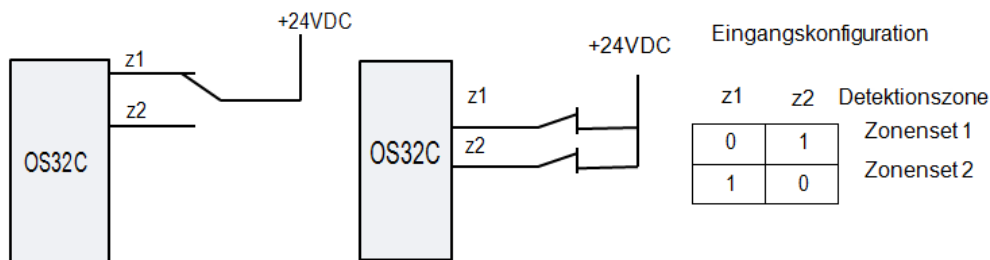 +24VDC
z1
z2
OS32C
+24VDC
z1
z2
OS32C
Eingangskonfiguration
z1 z2 Detektionszone
0 1 Zonenset 1
1 0 Zonenset 2